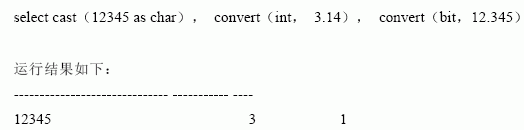 select cast（12345 as char）， convert（int， 3.14）， convert（bit，12.345）
运行结果如下：
------------------------------ ----------- ----
12345 3 1